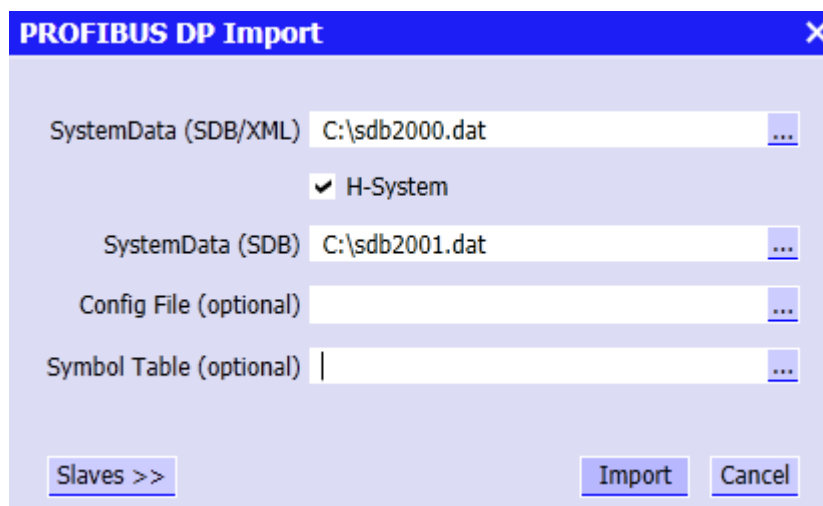 PROFIBUS DP Import
SystemData (SDB/XML) C:\sdb2000.dat ...
H-System
SystemData (SDB) C:\sdb2001.dat ...
Config File (optional) ...
Symbol Table (optional) ...
Slaves >> Import Cancel